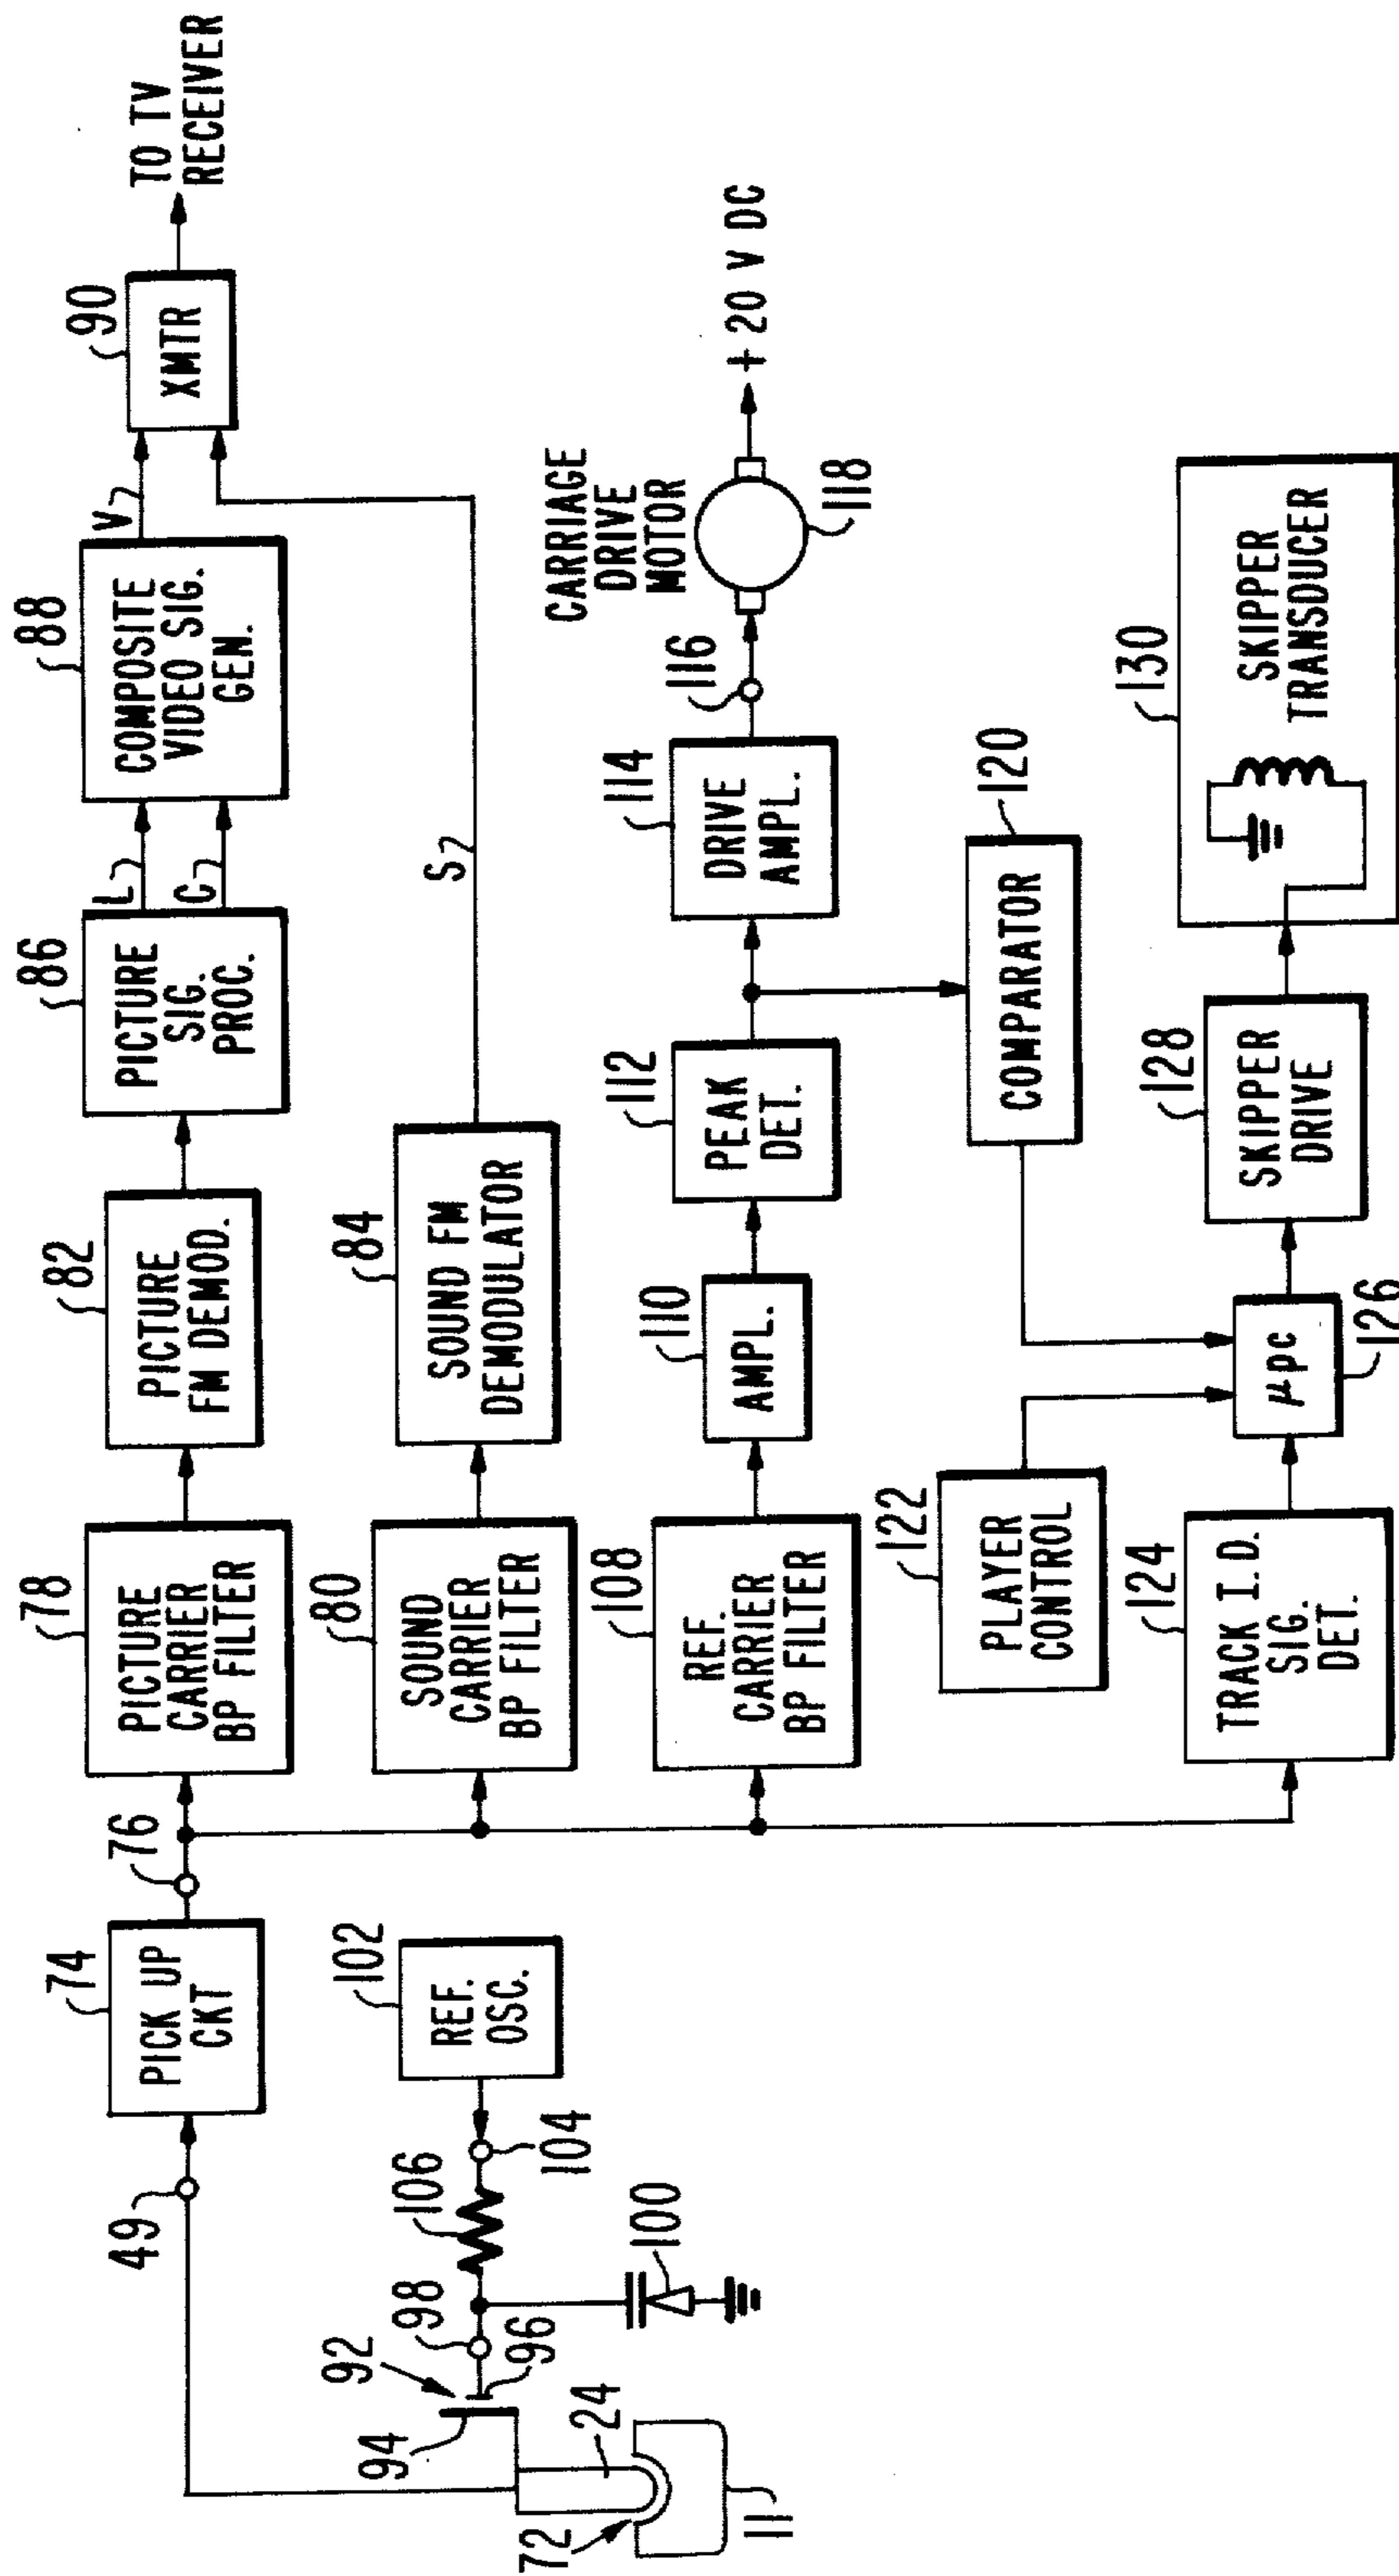 49
74
PICK UP
CKT
76
78
PICTURE
CARRIER
BP FILTER
82
PICTURE
FM DEMOD.
86
PICTURE
SIG.
PROC.
L
C
88
COMPOSITE
VIDEO SIG.
GEN.
V
90
XMTR
TO TV
RECEIVER
72
24
11
94
92
96
98
100
106
104
102
REF.
OSC.
80
SOUND
CARRIER
BP FILTER
84
SOUND FM
DEMODULATOR
S
108
REF.
CARRIER
BP FILTER
110
AMPL.
112
PEAK
DET.
114
DRIVE
AMPL.
116
CARRIAGE
DRIVE
MOTOR
118
+ 20 V DC
122
PLAYER
CONTROL
120
COMPARATOR
124
TRACK I.D.
SIG.
DET.
126
μpc
128
SKIPPER
DRIVE
130
SKIPPER
TRANSDUCER